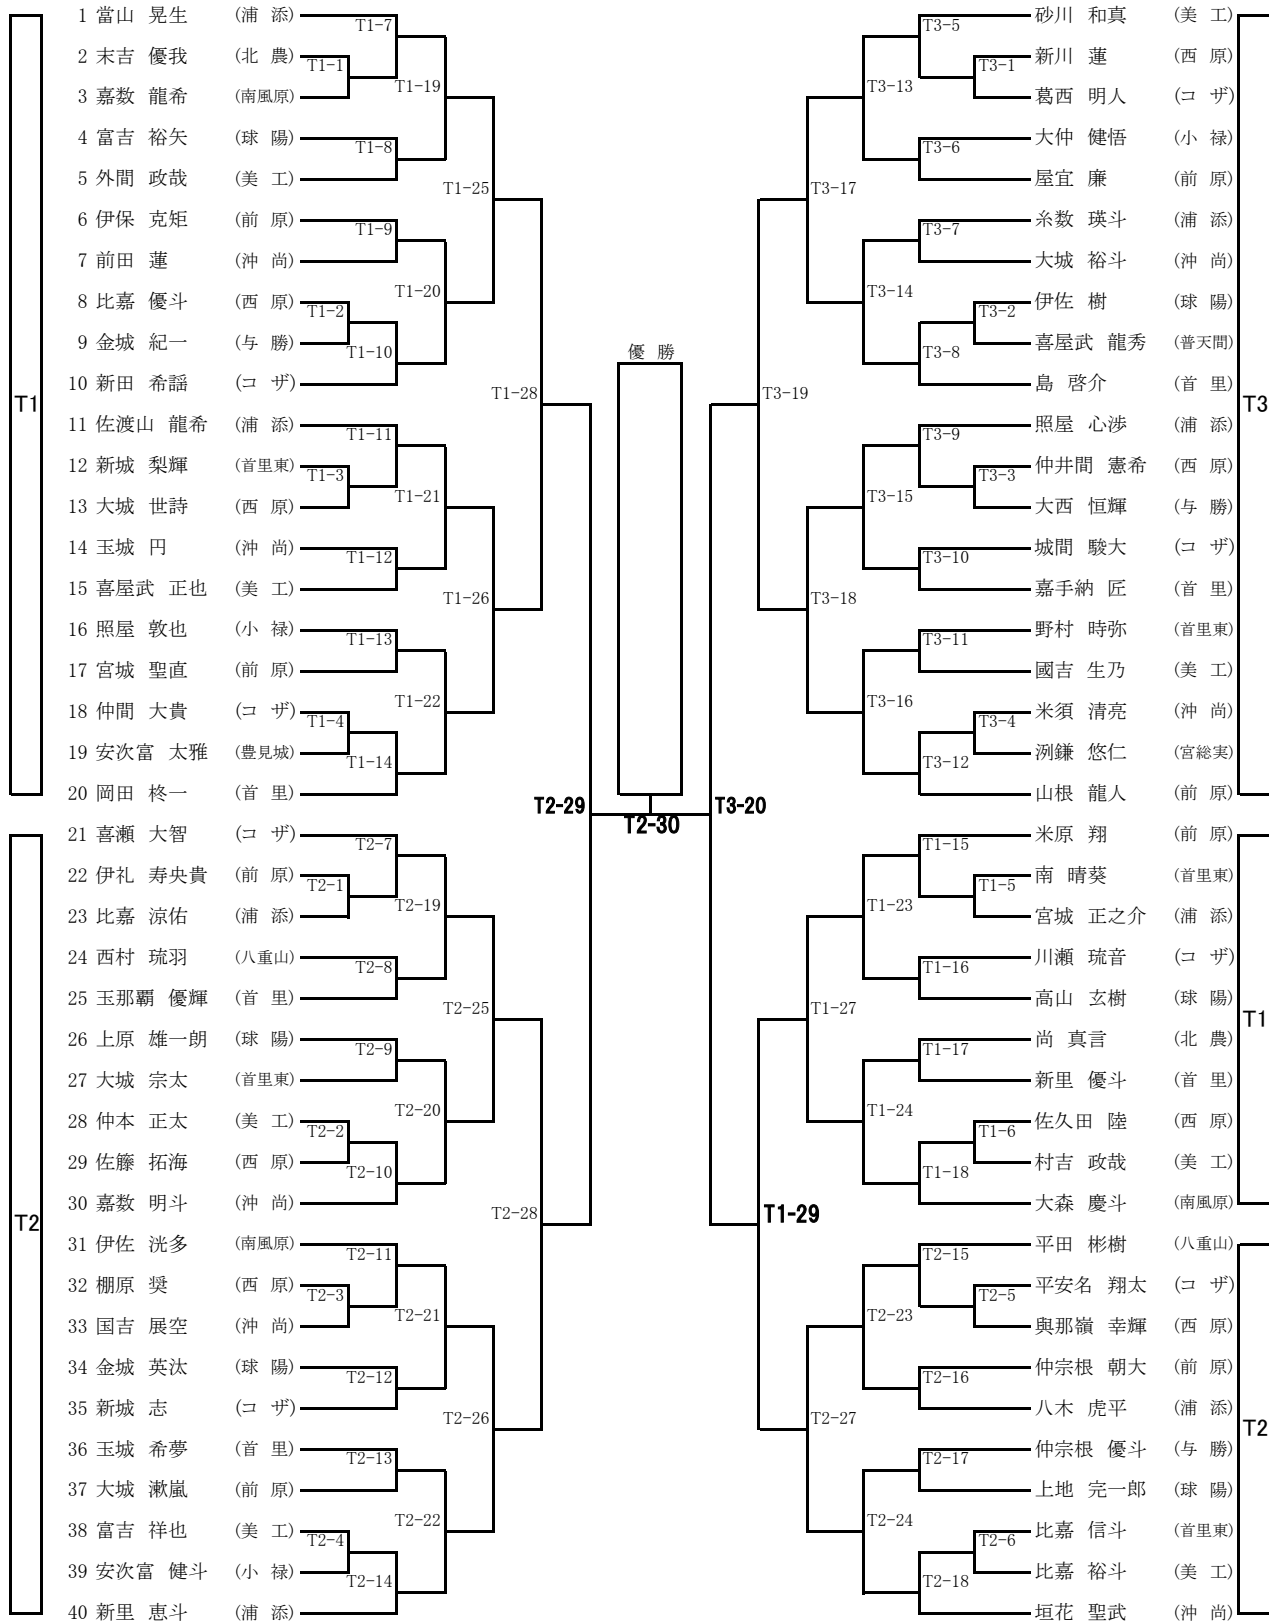 1 當山 晃生 (浦 添)
T1-7
2 末吉 優我 (北 農)
T1-1
3 嘉数 龍希 (南風原)
T1-19
4 富吉 裕矢 (球 陽)
T1-8
5 外間 政哉 (美 工)
T1-25
6 伊保 克矩 (前 原)
T1-9
7 前田 蓮 (沖 尚)
T1-20
8 比嘉 優斗 (西 原)
T1-2
9 金城 紀一 (与 勝)
T1-10
10 新田 希謡 (コ ザ)
T1
T1-28
11 佐渡山 龍希 (浦 添)
T1-11
12 新城 梨輝 (首里東)
T1-3
13 大城 世詩 (西 原)
T1-21
14 玉城 円 (沖 尚)
T1-12
15 喜屋武 正也 (美 工)
T1-26
16 照屋 敦也 (小 禄)
T1-13
17 宮城 聖直 (前 原)
T1-22
18 仲間 大貴 (コ ザ)
T1-4
19 安次富 太雅 (豊見城)
T1-14
20 岡田 柊一 (首 里)
T2-29
21 喜瀬 大智 (コ ザ)
T2-7
22 伊礼 寿央貴 (前 原)
T2-1
23 比嘉 涼佑 (浦 添)
T2-19
24 西村 琉羽 (八重山)
T2-8
25 玉那覇 優輝 (首 里)
T2-25
26 上原 雄一朗 (球 陽)
T2-9
27 大城 宗太 (首里東)
T2-20
28 仲本 正太 (美 工)
T2-2
29 佐籐 拓海 (西 原)
T2-10
30 嘉数 明斗 (沖 尚)
T2
T2-28
31 伊佐 洸多 (南風原)
T2-11
32 棚原 奨 (西 原)
T2-3
33 国吉 展空 (沖 尚)
T2-21
34 金城 英汰 (球 陽)
T2-12
35 新城 志 (コ ザ)
T2-26
36 玉城 希夢 (首 里)
T2-13
37 大城 漱嵐 (前 原)
T2-22
38 富吉 祥也 (美 工)
T2-4
39 安次富 健斗 (小 禄)
T2-14
40 新里 恵斗 (浦 添)
優 勝
T2-30
砂川 和真 (美 工)
T3-5
新川 蓮 (西 原)
T3-1
葛西 明人 (コ ザ)
T3-13
大仲 健悟 (小 禄)
T3-6
屋宜 廉 (前 原)
T3-17
糸数 瑛斗 (浦 添)
T3-7
大城 裕斗 (沖 尚)
T3-14
伊佐 樹 (球 陽)
T3-2
喜屋武 龍秀 (普天間)
T3-8
島 啓介 (首 里)
T3-19
T3
照屋 心渉 (浦 添)
T3-9
仲井間 憲希 (西 原)
T3-3
大西 恒輝 (与 勝)
T3-15
城間 駿大 (コ ザ)
T3-10
嘉手納 匠 (首 里)
T3-18
野村 時弥 (首里東)
T3-11
國吉 生乃 (美 工)
T3-16
米須 清亮 (沖 尚)
T3-4
洌鎌 悠仁 (宮総実)
T3-12
山根 龍人 (前 原)
T3-20
米原 翔 (前 原)
T1-15
南 晴葵 (首里東)
T1-5
宮城 正之介 (浦 添)
T1-23
川瀬 琉音 (コ ザ)
T1-16
高山 玄樹 (球 陽)
T1-27
T1
尚 真言 (北 農)
T1-17
新里 優斗 (首 里)
T1-24
佐久田 陸 (西 原)
T1-6
村吉 政哉 (美 工)
T1-18
大森 慶斗 (南風原)
T1-29
平田 彬樹 (八重山)
T2-15
平安名 翔太 (コ ザ)
T2-5
與那嶺 幸輝 (西 原)
T2-23
仲宗根 朝大 (前 原)
T2-16
八木 虎平 (浦 添)
T2-27
T2
仲宗根 優斗 (与 勝)
T2-17
上地 完一郎 (球 陽)
T2-24
比嘉 信斗 (首里東)
T2-6
比嘉 裕斗 (美 工)
T2-18
垣花 聖武 (沖 尚)